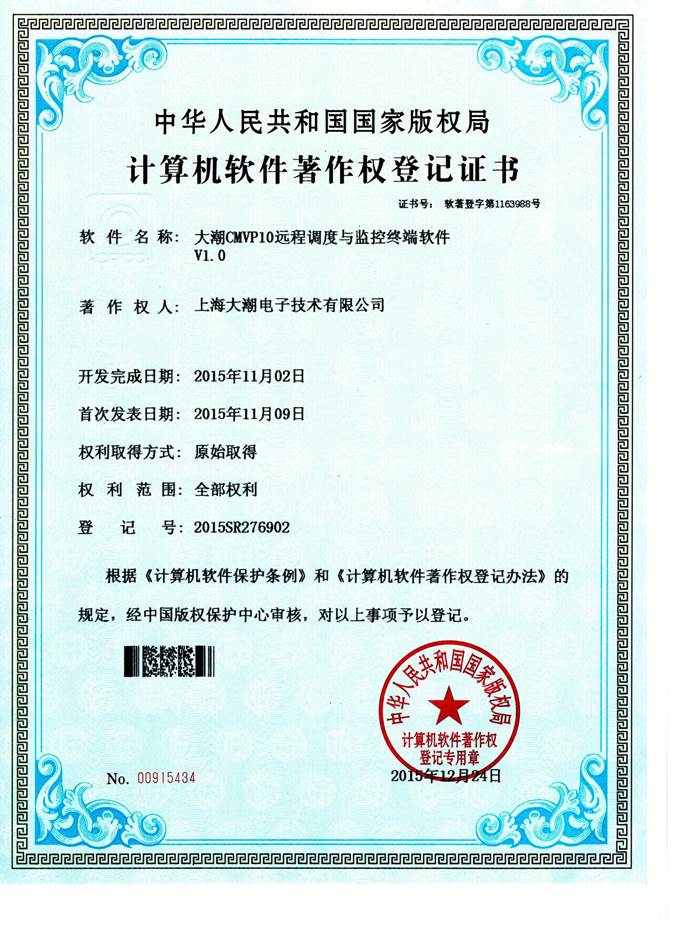 中华人民共和国国家版权局
计算机软件著作权登记证书
证书号： 软著登字第1163988号
软件名称： 大潮CMVP10远程调度与监控终端软件
V1.0
著作权人： 上海大潮电子技术有限公司
开发完成日期： 2015年11月02日
首次发表日期： 2015年11月09日
权利取得方式： 原始取得
权利范围： 全部权利
登记号： 2015SR276902
根据《计算机软件保护条例》和《计算机软件著作权登记办法》的
规定，经中国版权保护中心审核，对以上事项予以登记。
中华人民共和国国家版权局
计算机软件著作权
登记专用章
No. 00915434
2015年12月24日